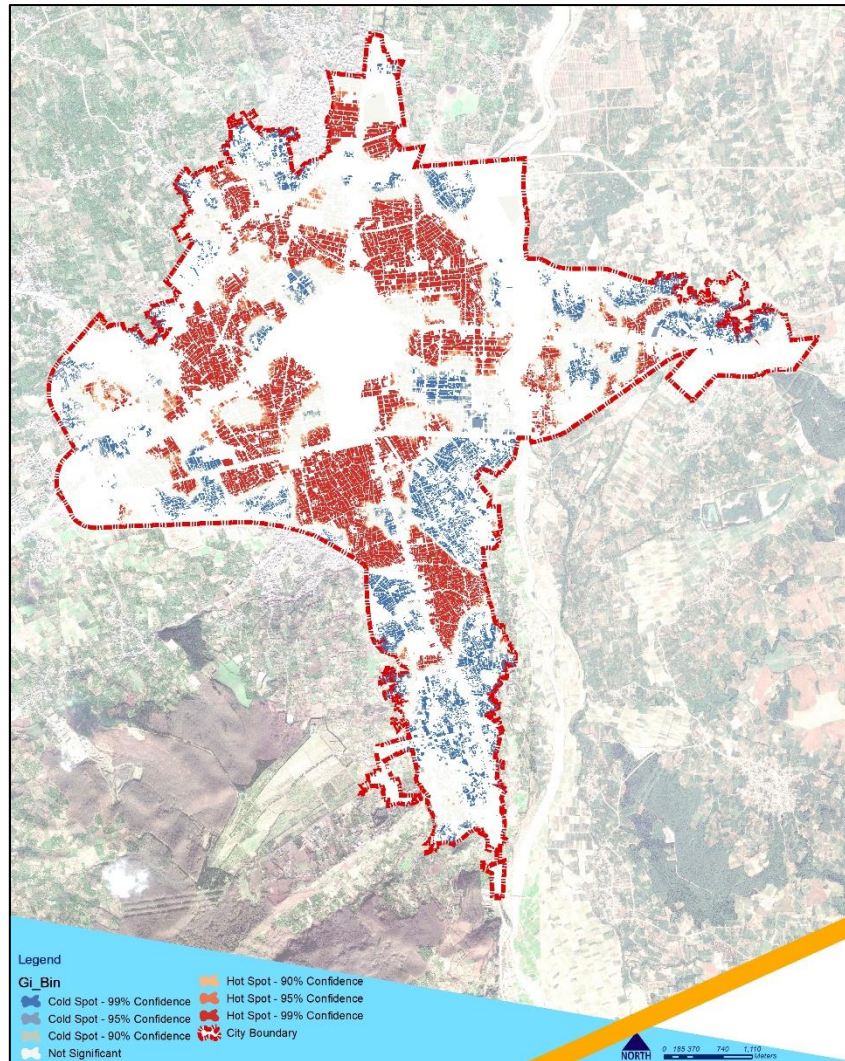 Legend
Gi_Bin
Cold Spot - 99% Confidence
Cold Spot - 95% Confidence
Cold Spot - 90% Confidence
Not Significant
Hot Spot - 90% Confidence
Hot Spot - 95% Confidence
Hot Spot - 99% Confidence
City Boundary
NORTH
0 185 370 740 1,110
Meters